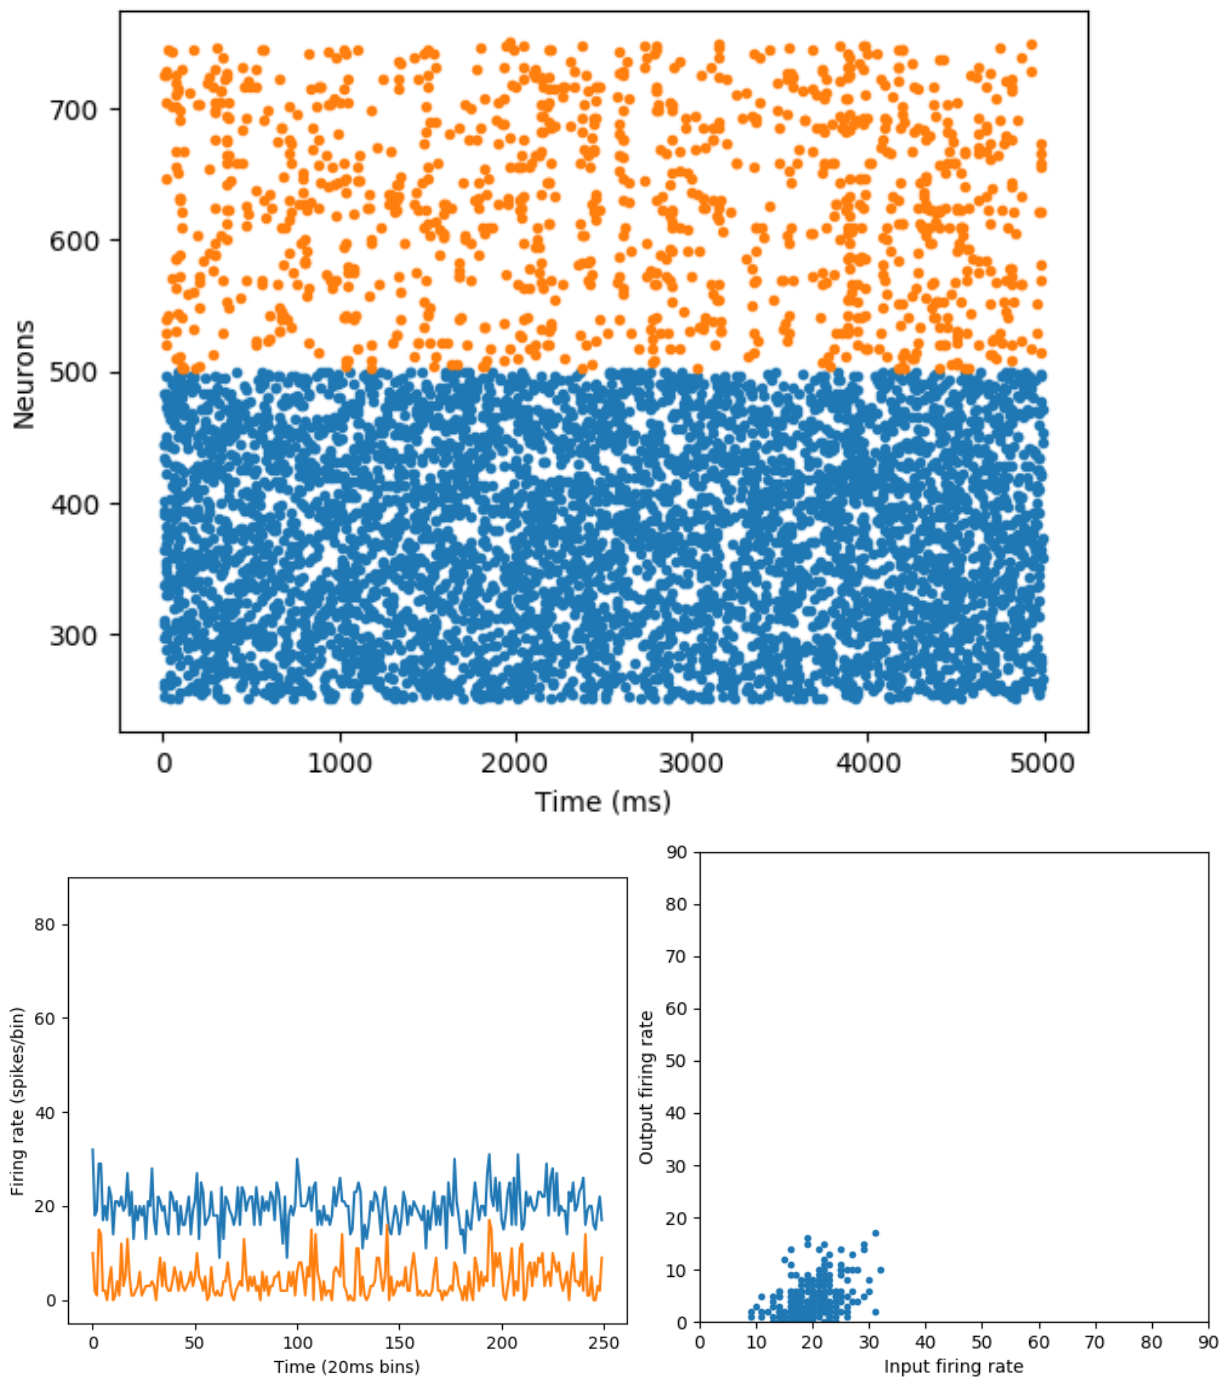 Neurons
700
600
500
400
300
0 1000 2000 3000 4000 5000
Time (ms)
Firing rate (spikes/bin)
80
60
40
20
0
0 50 100 150 200 250
Time (20ms bins)
Output firing rate
90
80
70
60
50
40
30
20
10
0
0 10 20 30 40 50 60 70 80 90
Input firing rate